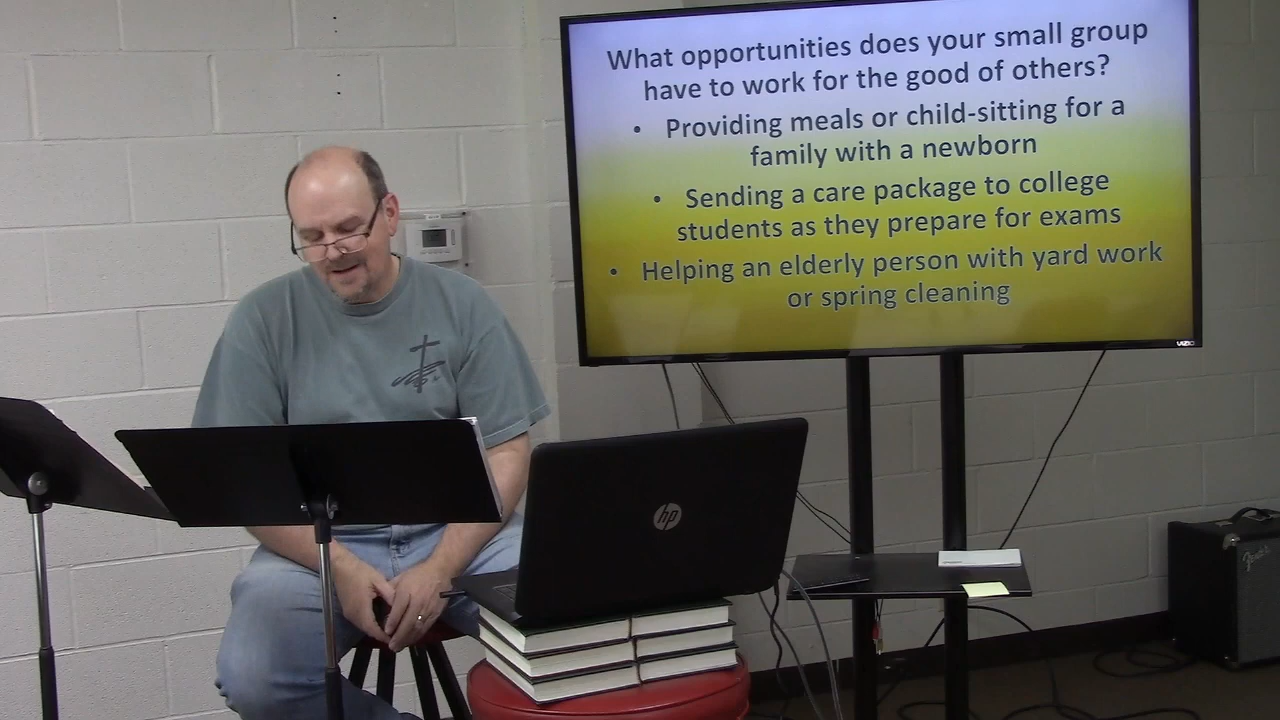 What opportunities does your small group
have to work for the good of others?
• Providing meals or child-sitting for a
family with a newborn
• Sending a care package to college
students as they prepare for exams
• Helping an elderly person with yard work
or spring cleaning
VIZIO
hp
Fender